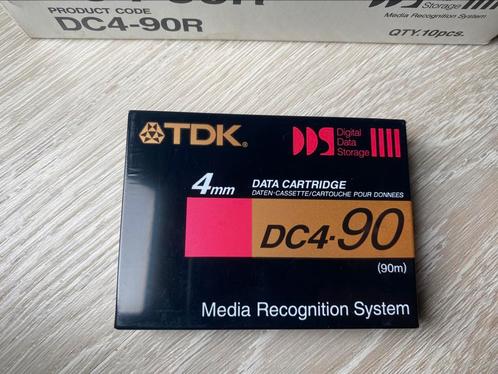 PRODUCT CODE
DC4-90R
DDS Storage
Media Recognition System
QTY.10pcs.
TDK®
DDS Digital
Data
Storage
4mm DATA CARTRIDGE
DATEN-CASSETTE/CARTOUCHE POUR DONNEES
DC4-90
(90m)
Media Recognition System